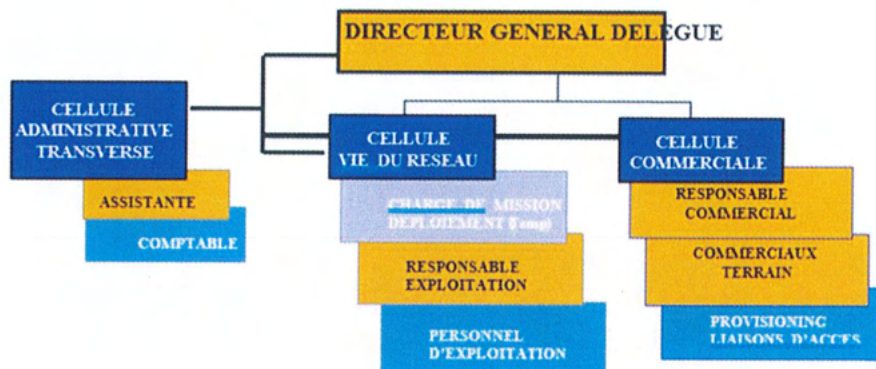 DIRECTEUR GENERAL DELEGUE
CELLULE
ADMINISTRATIVE
TRANSVERSE
ASSISTANTE
COMPTABLE
CELLULE
VIE DU RESEAU
CHARGE DE MISSION
DEPLOIEMENT (Temp)
RESPONSABLE
EXPLOITATION
PERSONNEL
D'EXPLOITATION
CELLULE
COMMERCIALE
RESPONSABLE
COMMERCIAL
COMMERCIAUX
TERRAIN
PROVISIONING
LIAISONS D'ACCES